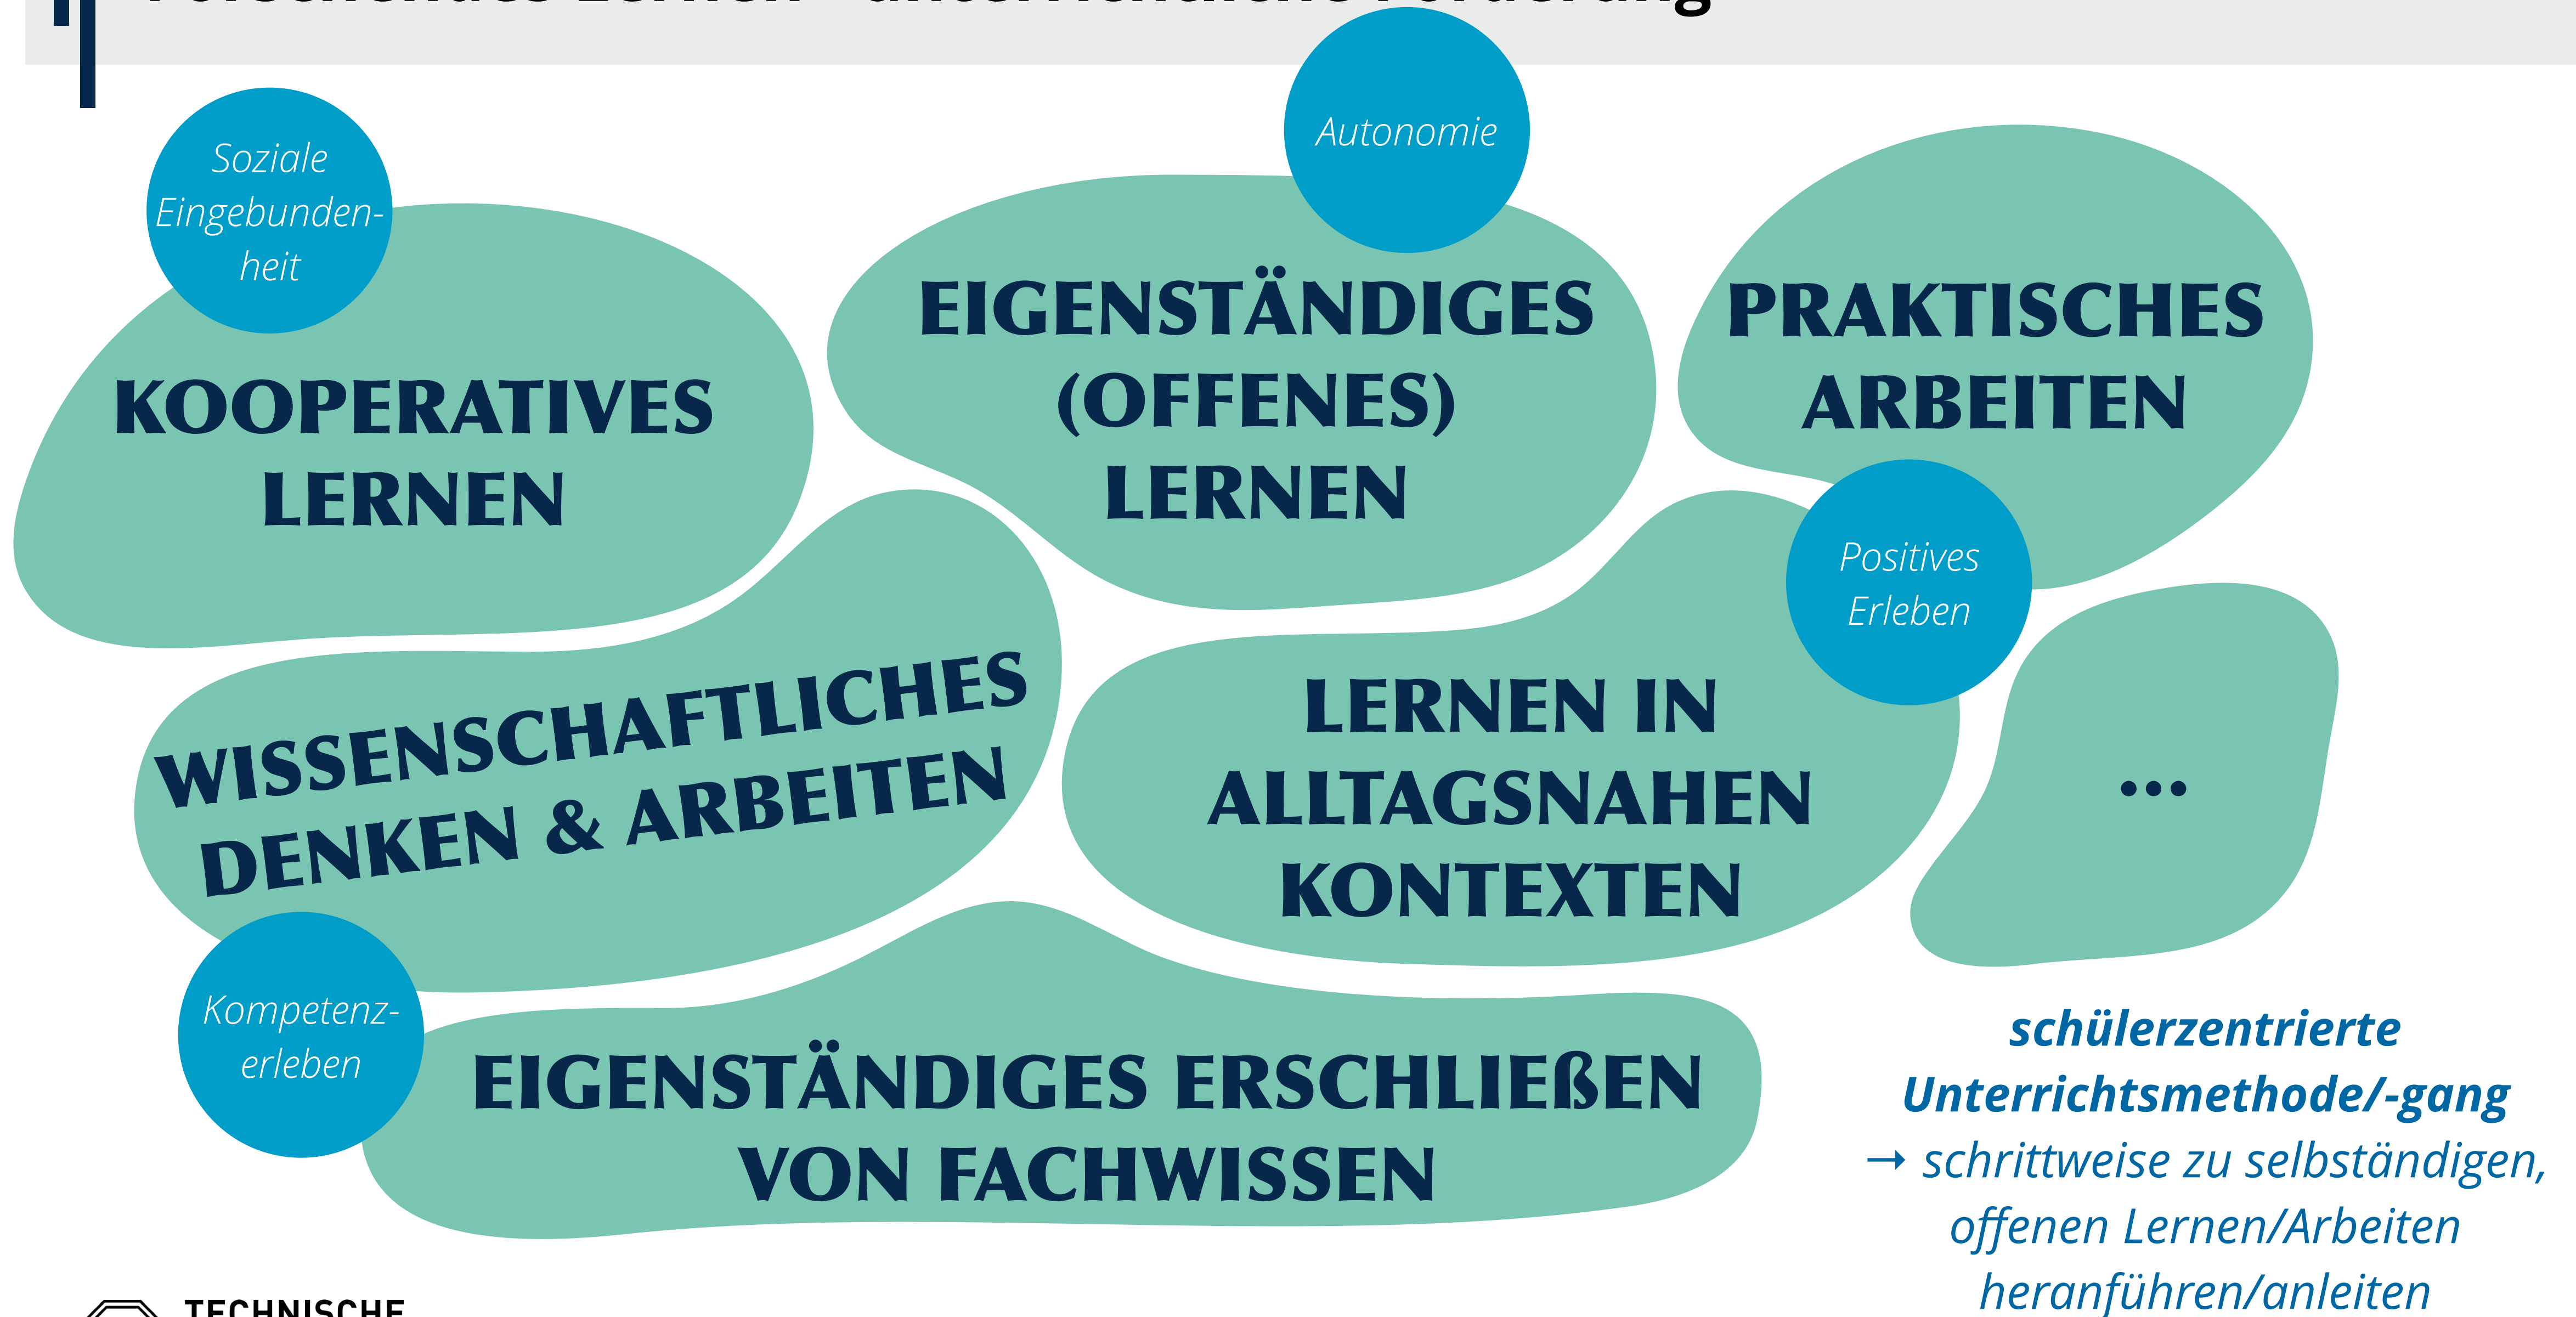 Soziale
Eingebunden-
heit
Autonomie
KOOPERATIVES
LERNEN
EIGENSTÄNDIGES
(OFFENES)
LERNEN
PRAKTISCHES
ARBEITEN
Positives
Erleben
WISSENSCHAFTLICHES
DENKEN & ARBEITEN
LERNEN IN
ALLTAGSNAHEN
KONTEXTEN
...
Kompetenz-
erleben
EIGENSTÄNDIGES ERSCHLIEßEN
VON FACHWISSEN
schülerzentrierte
Unterrichtsmethode/-gang
→ schrittweise zu selbständigen,
offenen Lernen/Arbeiten
heranführen/anleiten
TECHNISCHE